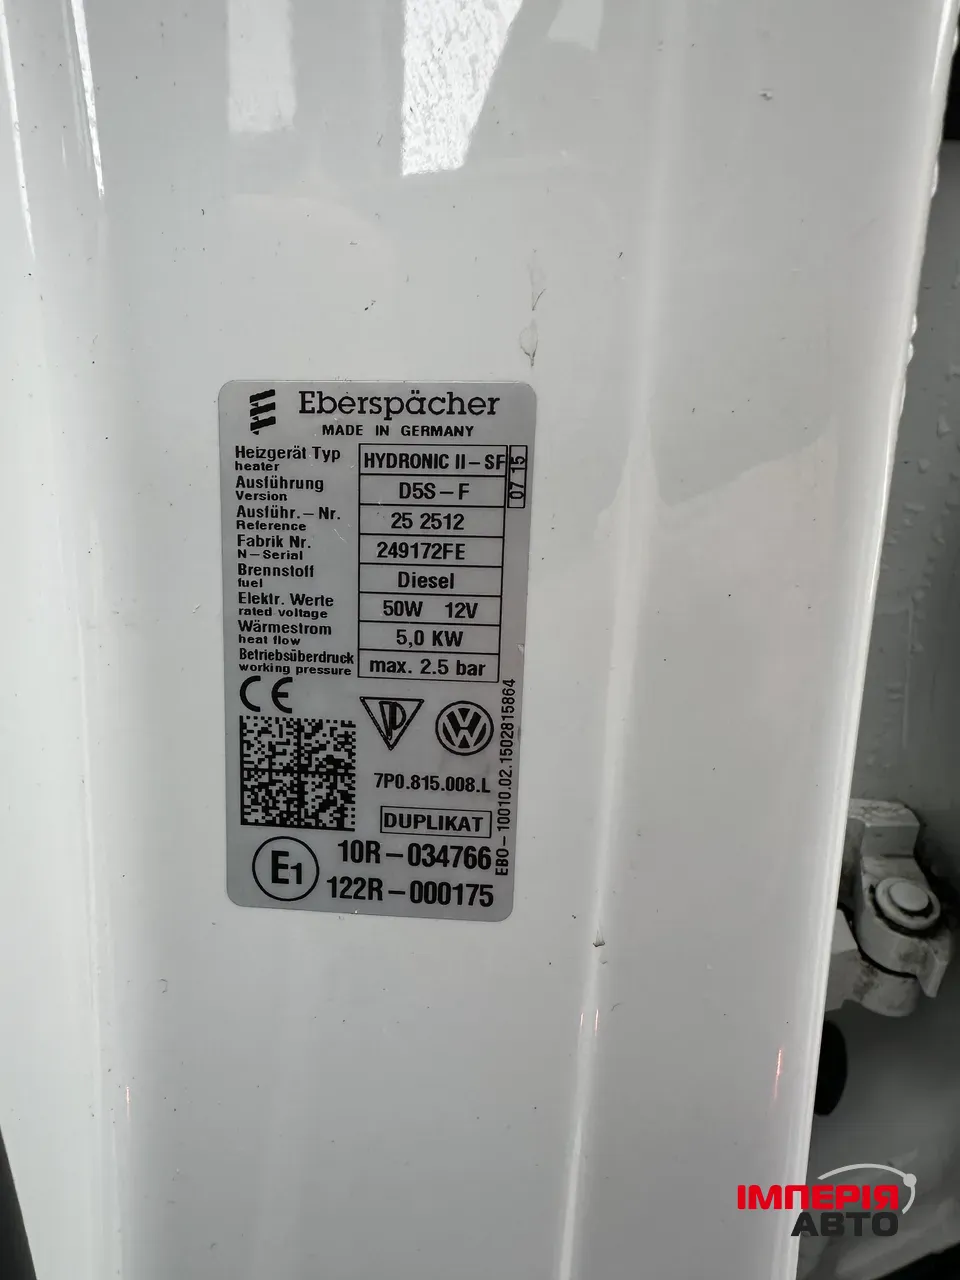 Eberspächer
MADE IN GERMANY
Heizgerät Typ HYDRONIC II-SF
heater
Ausführung D5S-F
Version
Ausführ.-Nr. 25 2512
Reference
Fabrik Nr. 249172FE
N-Serial
Brennstoff Diesel
fuel
Elektr. Werte 50W 12V
rated voltage
Wärmestrom 5,0 KW
heat flow
Betriebsüberdruck max. 2.5 bar
working pressure
07 15
CE
VW
7P0.815.008.L
DUPLIKAT
E1 10R-034766
122R-000175
EBO-10010.02.1502815864
ІМПЕРІЯ
АВТО